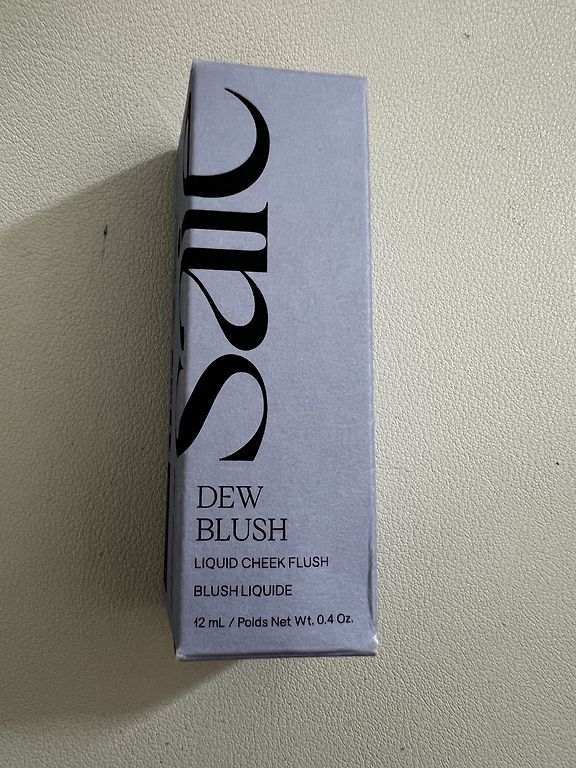 saie
DEW
BLUSH
LIQUID CHEEK FLUSH
BLUSH LIQUIDE
12 mL / Poids Net Wt. 0.4 Oz.